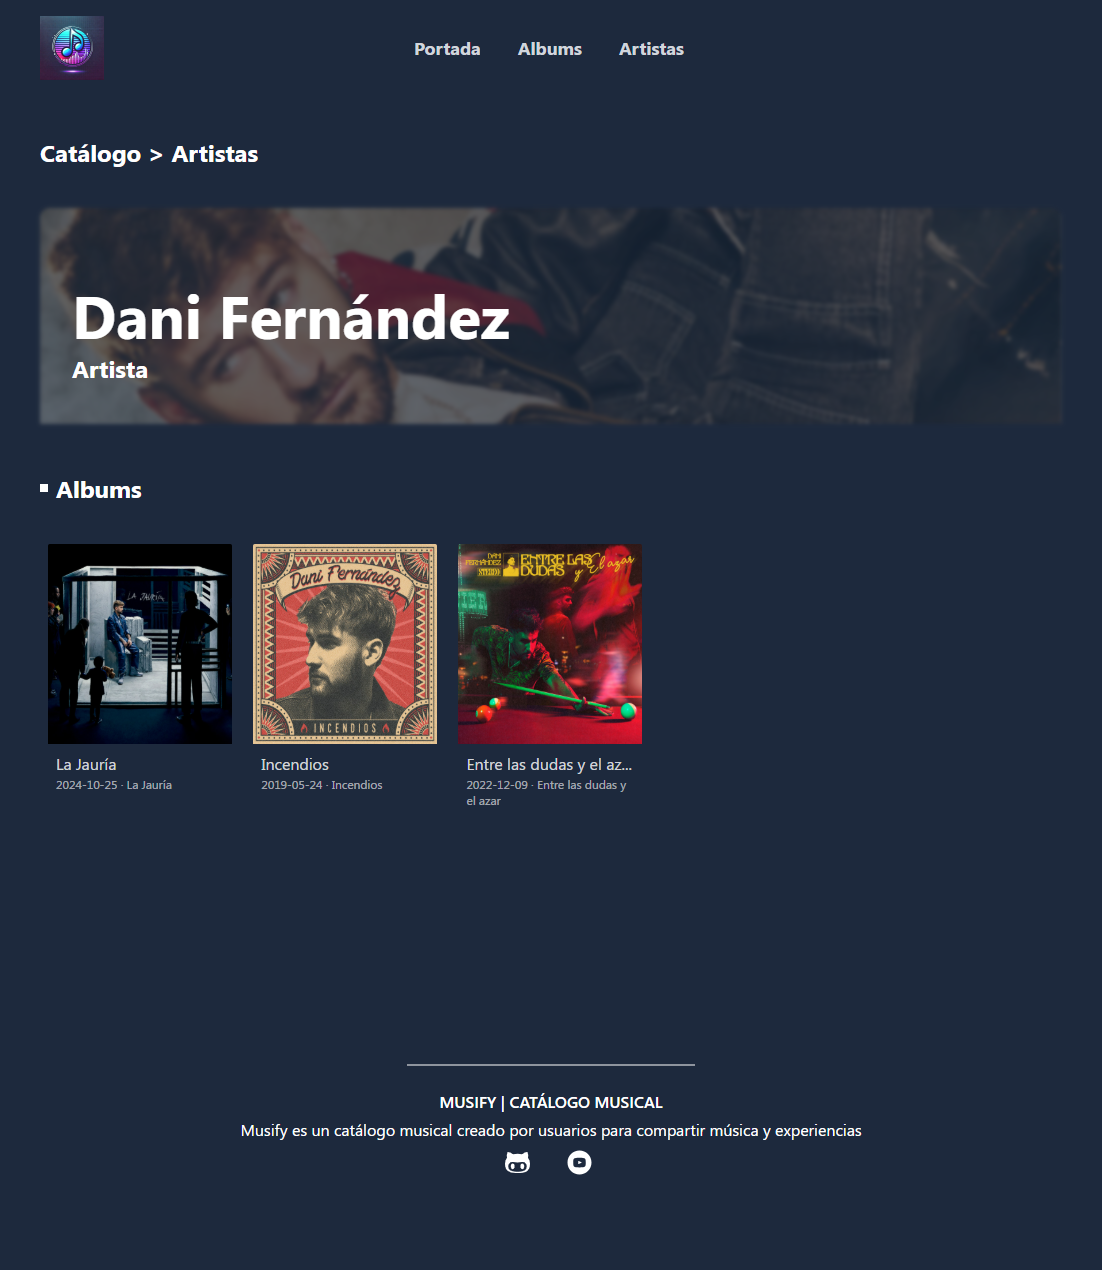 Portada Albums Artistas
Catálogo > Artistas
Dani Fernández
Artista
Albums
LA JAURÍA
Dani Fernández
INCENDIOS
DANI
FERNÁNDEZ
ENTRE LAS
DUDAS
y El azar
La Jauría
2024-10-25 · La Jauría
Incendios
2019-05-24 · Incendios
Entre las dudas y el az...
2022-12-09 · Entre las dudas y
el azar
MUSIFY | CATÁLOGO MUSICAL
Musify es un catálogo musical creado por usuarios para compartir música y experiencias